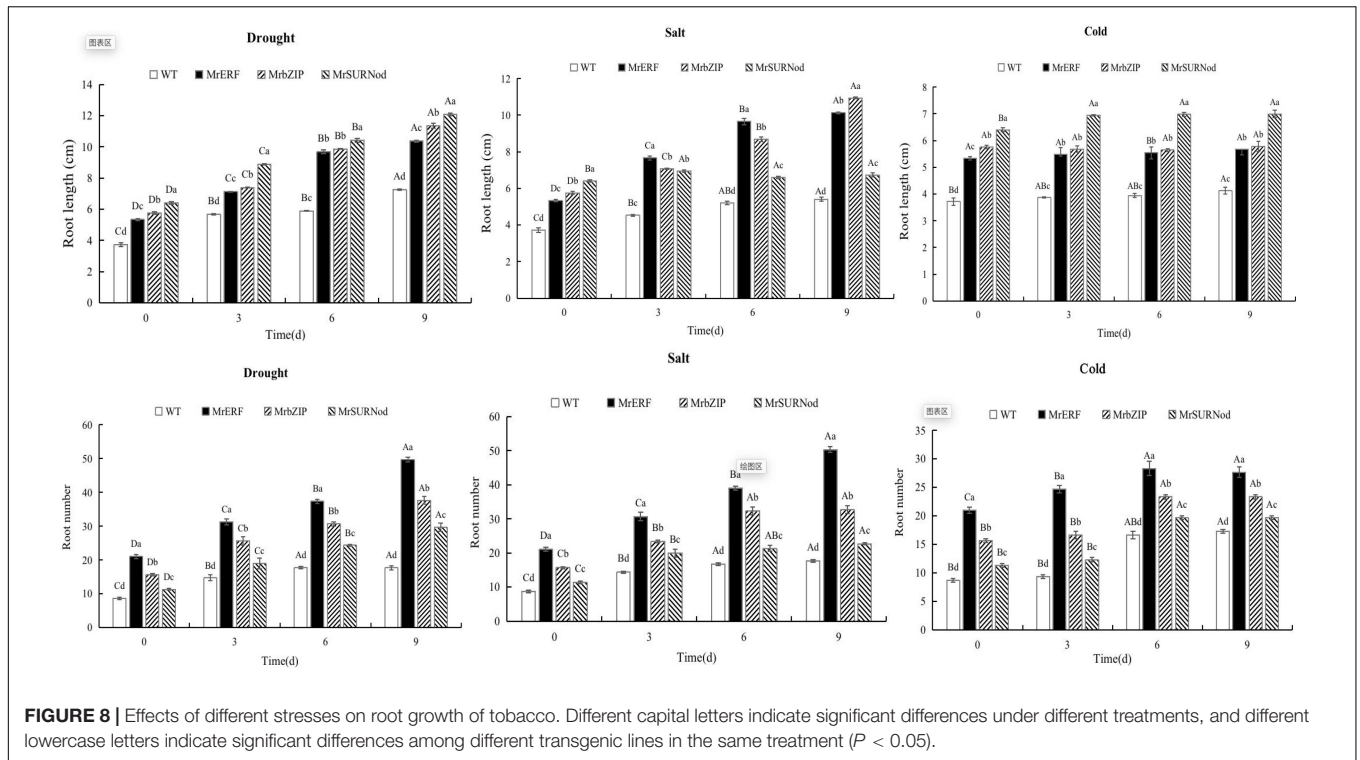 图表区
Drought
WT MrERF MrbZIP MrSURNod
Root length (cm)
14
12
10
8
6
4
2
0
Cd Dc Db Da
Bd Cc Cb Ca
Bc Bb Bb Ba
Ad Ac Ab Aa
0 3 6 9
Time(d)
Salt
WT MrERF MrbZIP MrSURNod
Root length (cm)
12
10
8
6
4
2
0
Cd Dc Db Aa
Bd Ca Cb Ab
ABd Ba Bb Ac
Ad Ab Aa Ac
0 3 6 9
Time(d)
Cold
WT MrERF MrbZIP MrSURNod
Root length (cm)
8
7
6
5
4
3
2
1
0
Bd Ac Ab Ba
ABc Ab Ab Aa
ABc Bb Ab Aa
Ac Ab Ab Aa
0 3 6 9
Time(d)
Drought
WT MrERF MrbZIP MrSURNod
Root number
60
50
40
30
20
10
0
Cd Da Db Dc
Bd Ca Cb Cc
Ad Ba Bb Bc
Ad Aa Ab Ac
0 3 6 9
Time(d)
Salt
WT MrERF MrbZIP MrSURNod
绘图区
Root number
60
50
40
30
20
10
0
Cd Da Cb Cc
Bd Ca Bb Bc
Ad Ba Ab ABc
Ad Aa Ab Ac
0 3 6 9
Time(d)
Cold
图表区
WT MrERF MrbZIP MrSURNod
Root number
35
30
25
20
15
10
5
0
Bd Ca Bb Bc
Bd Ba Bb Bc
ABd Aa Ab Ac
Ad Aa Ab Ac
0 3 6 9
Time(d)
FIGURE 8 | Effects of different stresses on root growth of tobacco. Different capital letters indicate significant differences under different treatments, and different
lowercase letters indicate significant differences among different transgenic lines in the same treatment (P < 0.05).